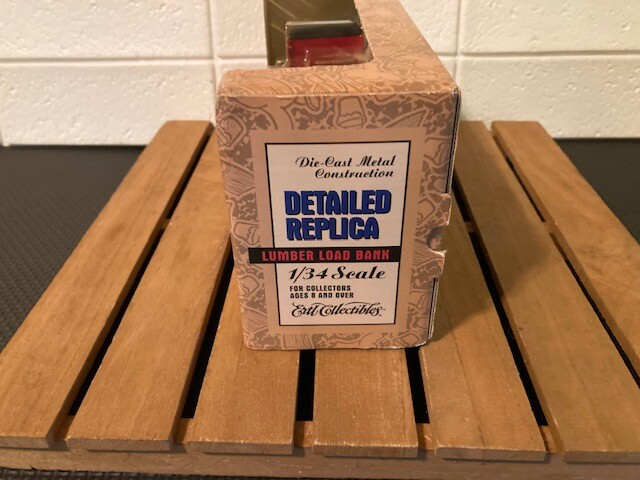 Die-Cast Metal
Construction
DETAILED
REPLICA
LUMBER LOAD BANK
1/34 Scale
FOR COLLECTORS
AGES 8 AND OVER
Ertl Collectibles™